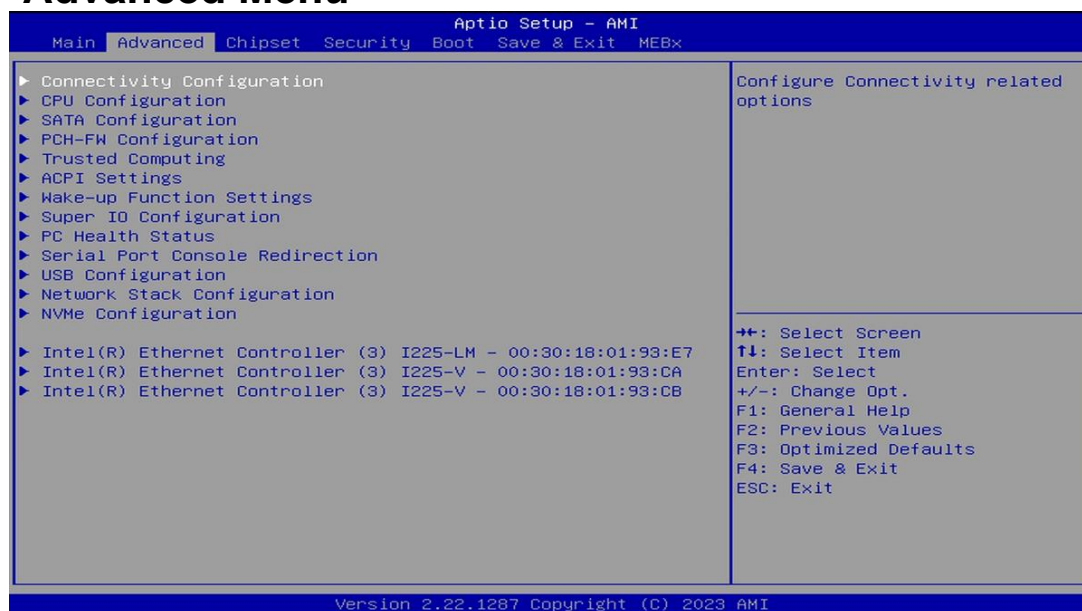 Advanced Menu
Aptio Setup – AMI
Main Advanced Chipset Security Boot Save & Exit MEBx
▶ Connectivity Configuration
▶ CPU Configuration
▶ SATA Configuration
▶ PCH-FW Configuration
▶ Trusted Computing
▶ ACPI Settings
▶ Wake-up Function Settings
▶ Super IO Configuration
▶ PC Health Status
▶ Serial Port Console Redirection
▶ USB Configuration
▶ Network Stack Configuration
▶ NVMe Configuration
▶ Intel(R) Ethernet Controller (3) I225-LM – 00:30:18:01:93:E7
▶ Intel(R) Ethernet Controller (3) I225-V – 00:30:18:01:93:CA
▶ Intel(R) Ethernet Controller (3) I225-V – 00:30:18:01:93:CB
Configure Connectivity related
options
→←: Select Screen
↑↓: Select Item
Enter: Select
+/-: Change Opt.
F1: General Help
F2: Previous Values
F3: Optimized Defaults
F4: Save & Exit
ESC: Exit
Version 2.22.1287 Copyright (C) 2023 AMI